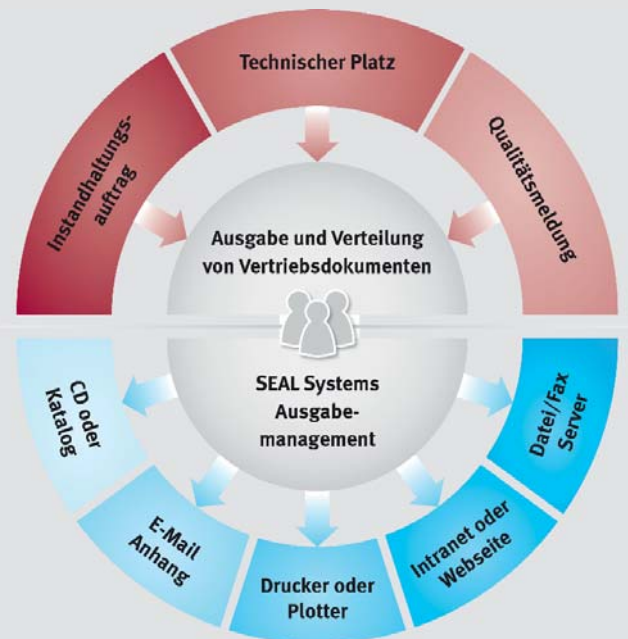 Technischer Platz
Instandhaltungs-
auftrag
Qualitätsmeldung
Ausgabe und Verteilung
von Vertriebsdokumenten
SEAL Systems
Ausgabe-
management
CD oder
Katalog
E-Mail
Anhang
Drucker oder
Plotter
Intranet oder
Webseite
Datei/Fax
Server